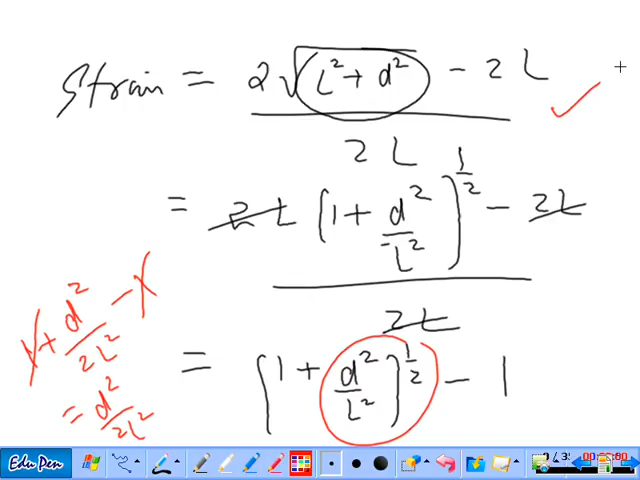 Strain = 2√(L² + d²) - 2L
2L
= 2L (1 + d²/L²)^1/2 - 2L
2L
= (1 + d²/L²)^1/2 - 1
1 + d²/2L² - 1
= d²/2L²
Edu Pen